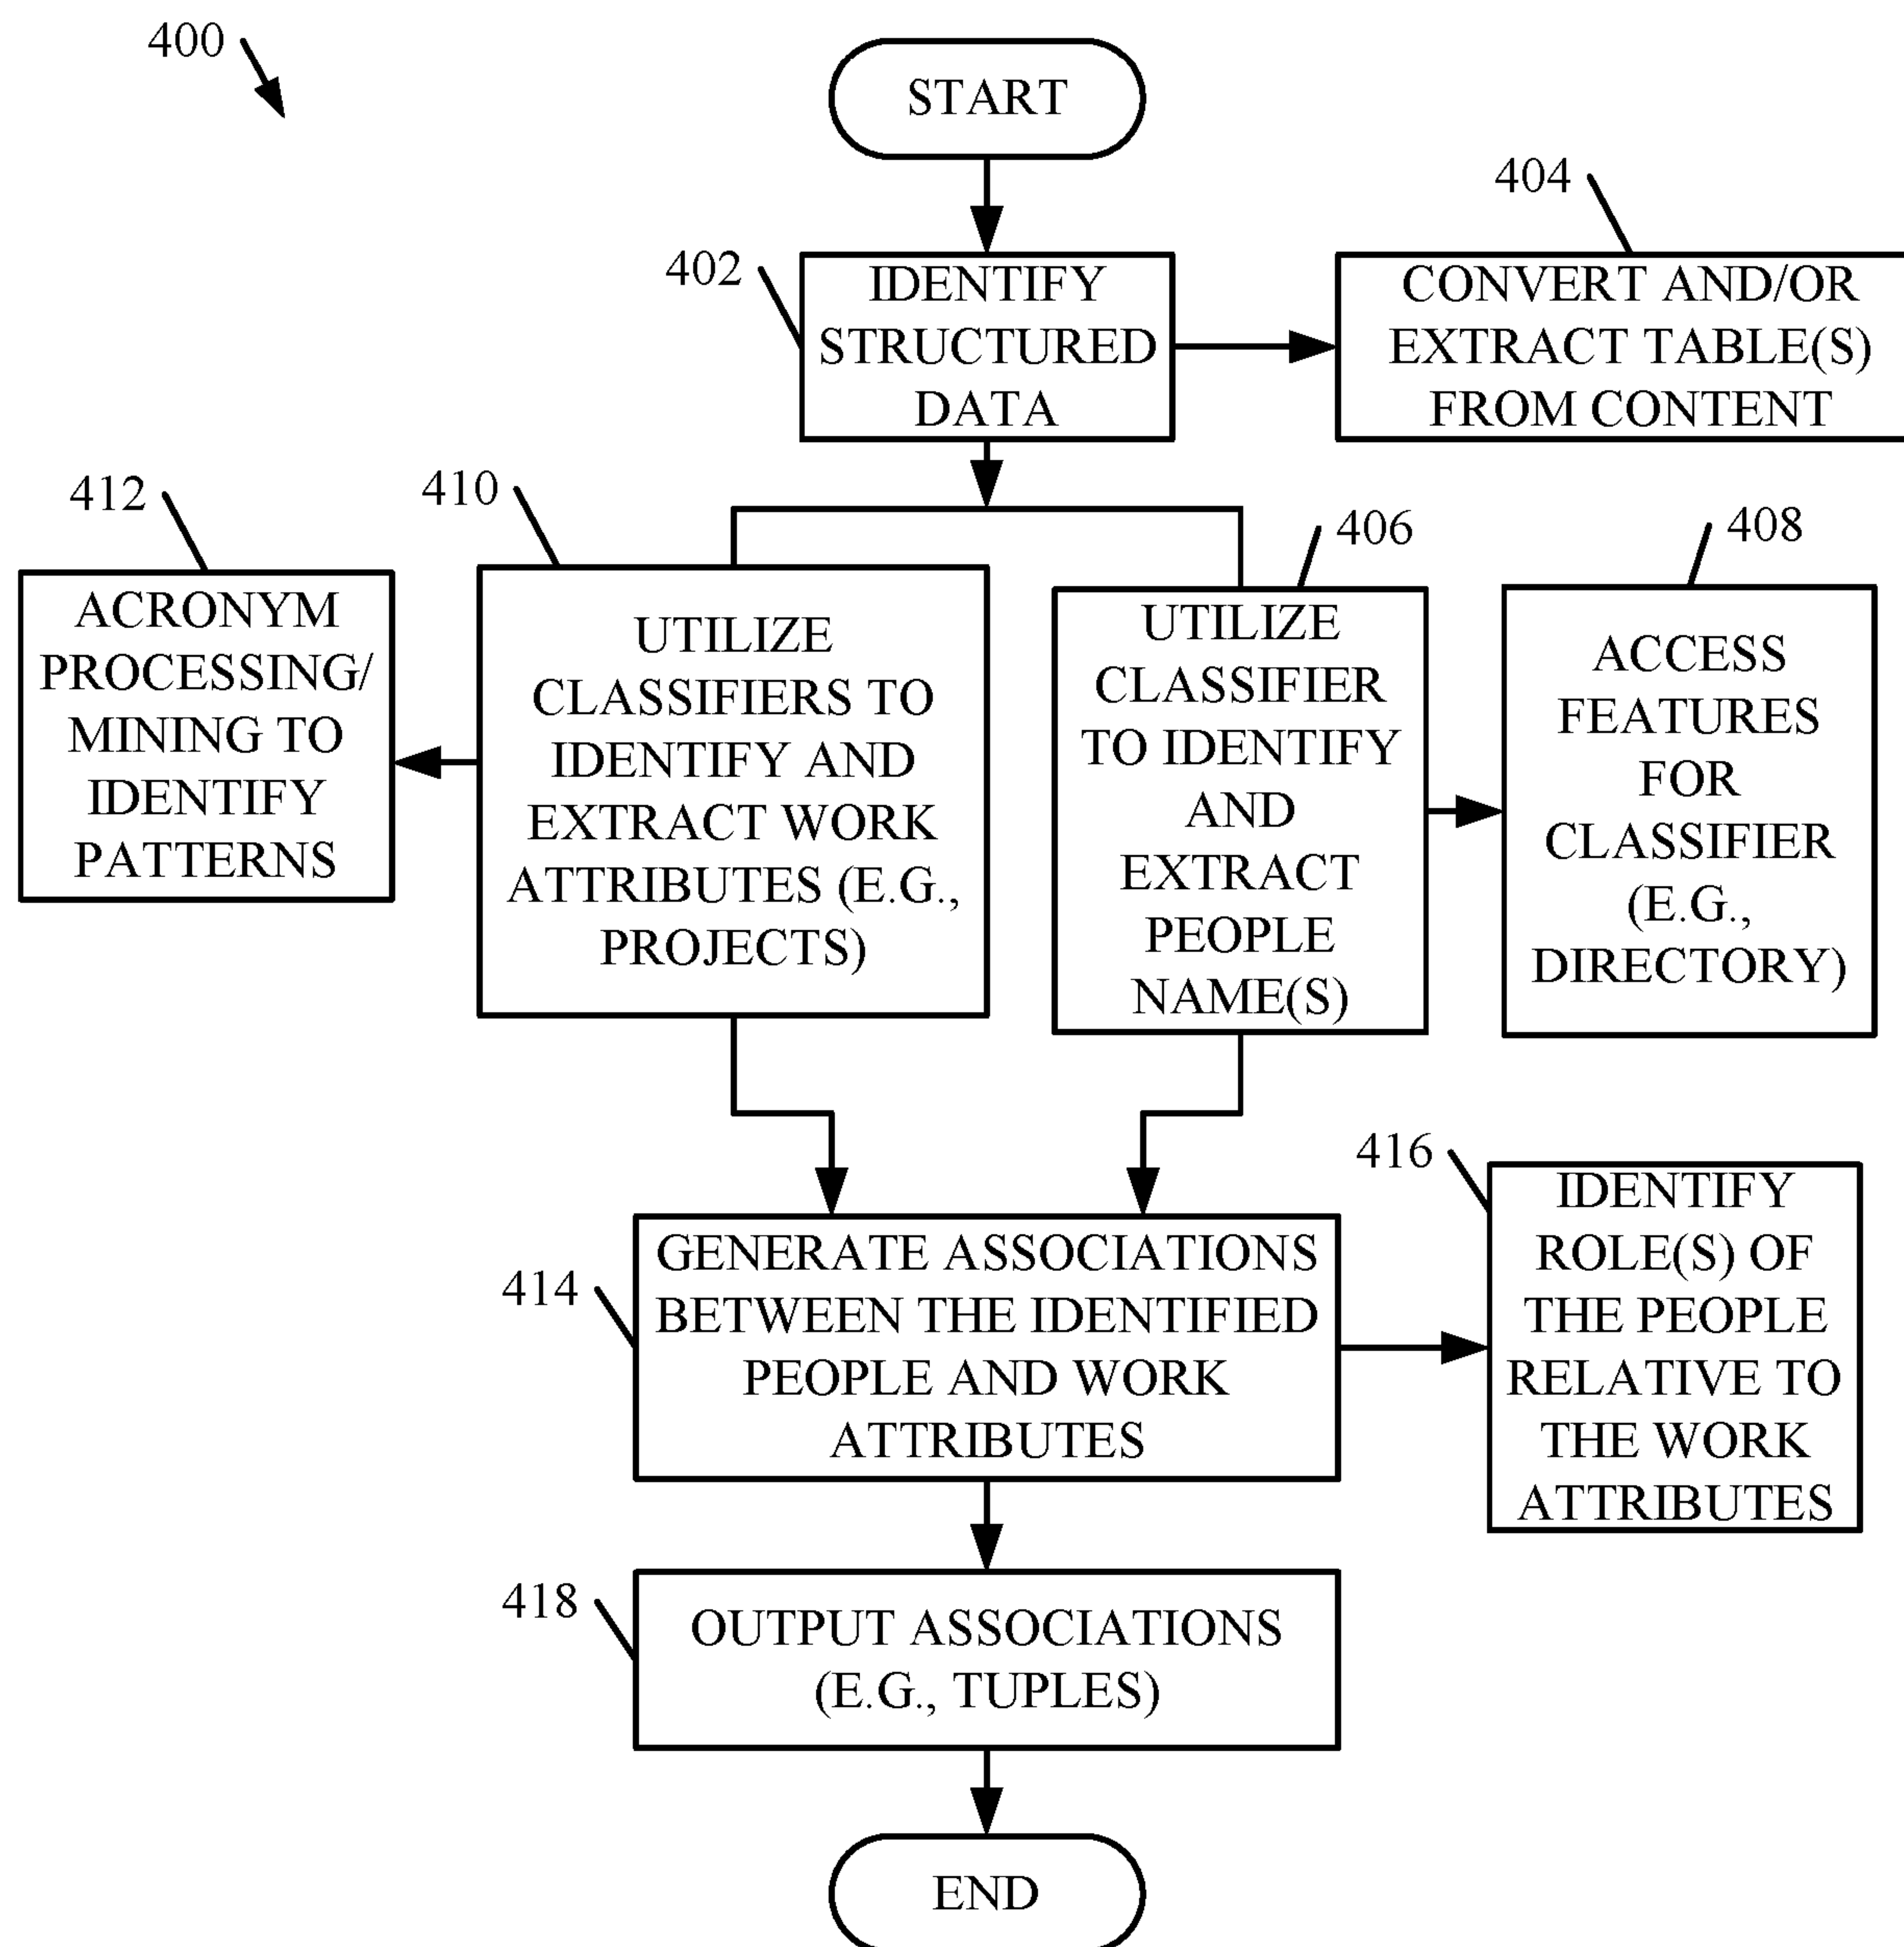 400
START
404
402
IDENTIFY
STRUCTURED
DATA
CONVERT AND/OR
EXTRACT TABLE(S)
FROM CONTENT
412
410
406
408
ACRONYM
PROCESSING/
MINING TO
IDENTIFY
PATTERNS
UTILIZE
CLASSIFIERS TO
IDENTIFY AND
EXTRACT WORK
ATTRIBUTES (E.G.,
PROJECTS)
UTILIZE
CLASSIFIER
TO IDENTIFY
AND
EXTRACT
PEOPLE
NAME(S)
ACCESS
FEATURES
FOR
CLASSIFIER
(E.G.,
DIRECTORY)
414
GENERATE ASSOCIATIONS
BETWEEN THE IDENTIFIED
PEOPLE AND WORK
ATTRIBUTES
416
IDENTIFY
ROLE(S) OF
THE PEOPLE
RELATIVE TO
THE WORK
ATTRIBUTES
418
OUTPUT ASSOCIATIONS
(E.G., TUPLES)
END